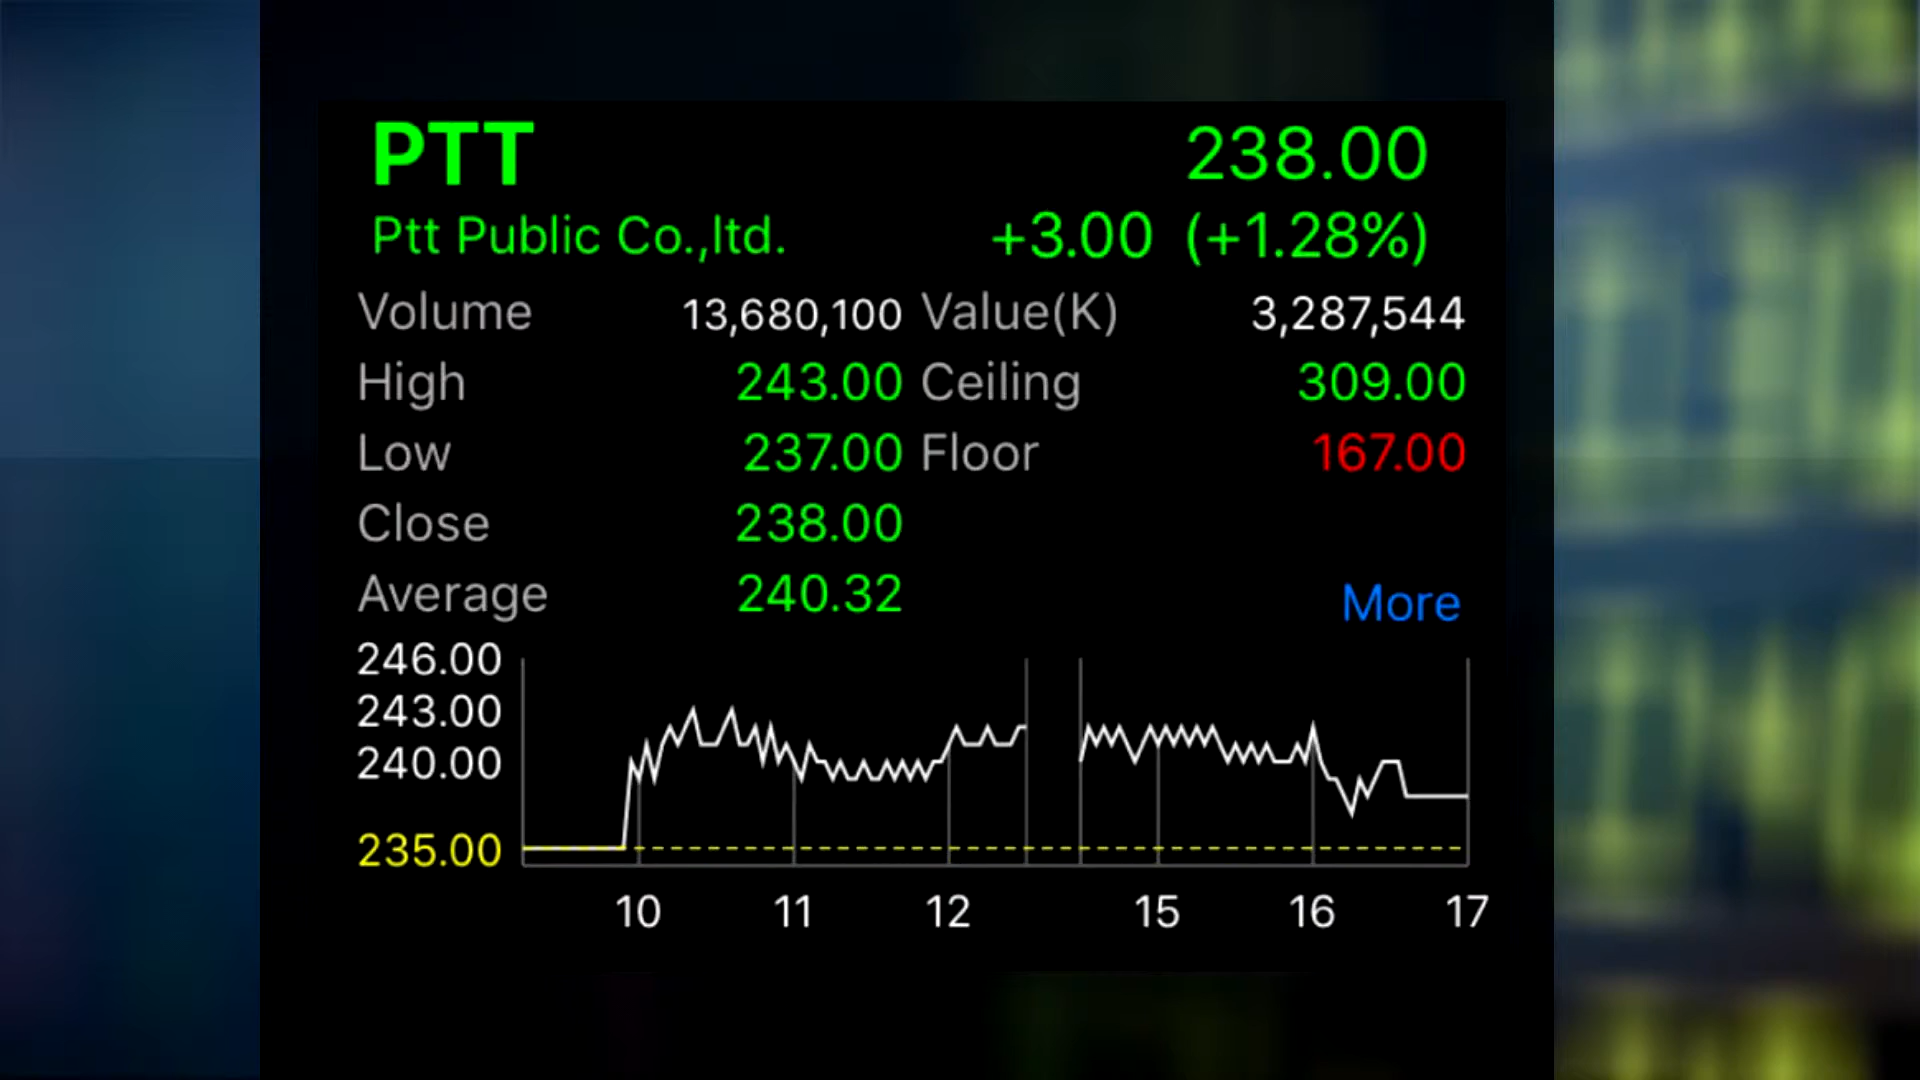 PTT 238.00
Ptt Public Co.,ltd. +3.00 (+1.28%)
Volume 13,680,100 Value(K) 3,287,544
High 243.00 Ceiling 309.00
Low 237.00 Floor 167.00
Close 238.00
Average 240.32 More
246.00
243.00
240.00
235.00
10 11 12 15 16 17